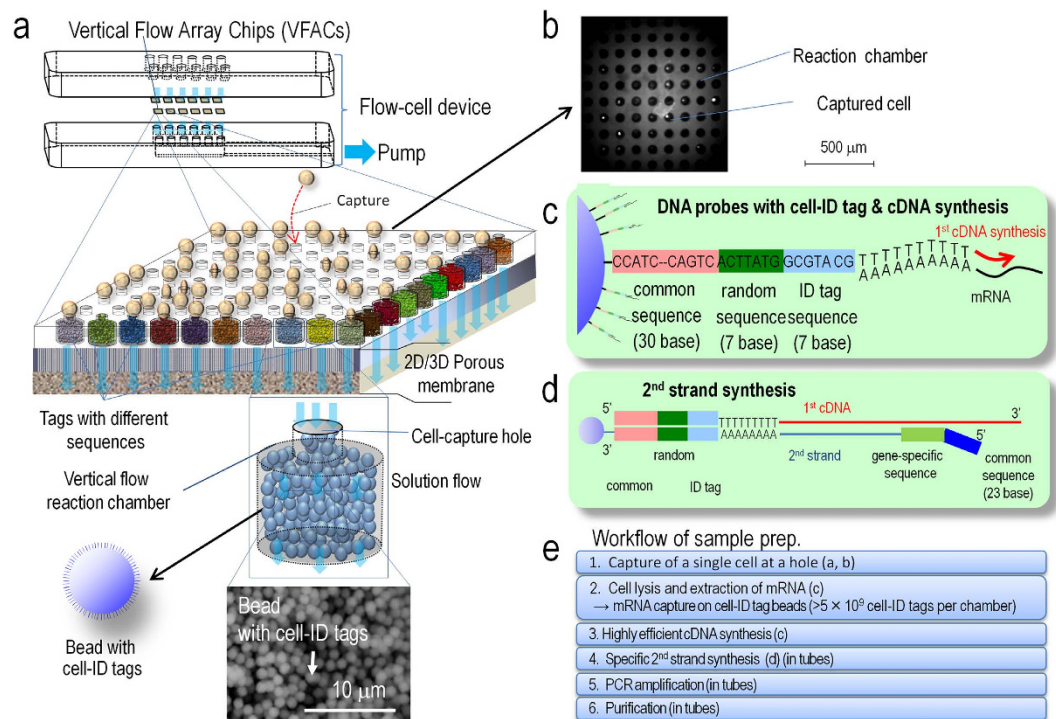 a
Vertical Flow Array Chips (VFACs)
Flow-cell device
Pump
Capture
2D/3D Porous
membrane
Tags with different
sequences
Cell-capture hole
Vertical flow
reaction chamber
Solution flow
Bead with
cell-ID tags
Bead
with cell-ID tags
10 μm
b
Reaction chamber
Captured cell
500 μm
c
DNA probes with cell-ID tag & cDNA synthesis
1st cDNA synthesis
CCATC--CAGTC ACTTATG GCGTA CG TTTTTTTTTT
AAAAAAAAAA
mRNA
common
sequence
(30 base)
random
sequence
(7 base)
ID tag
sequence
(7 base)
d
2nd strand synthesis
5'
1st cDNA
3'
TTTTTTTT
AAAAAAAA
3'
random
2nd strand
gene-specific
sequence
5'
common
sequence
(23 base)
common
ID tag
e
Workflow of sample prep.
1. Capture of a single cell at a hole (a, b)
2. Cell lysis and extraction of mRNA (c)
→ mRNA capture on cell-ID tag beads (>5 × 10⁹ cell-ID tags per chamber)
3. Highly efficient cDNA synthesis (c)
4. Specific 2nd strand synthesis (d) (in tubes)
5. PCR amplification (in tubes)
6. Purification (in tubes)